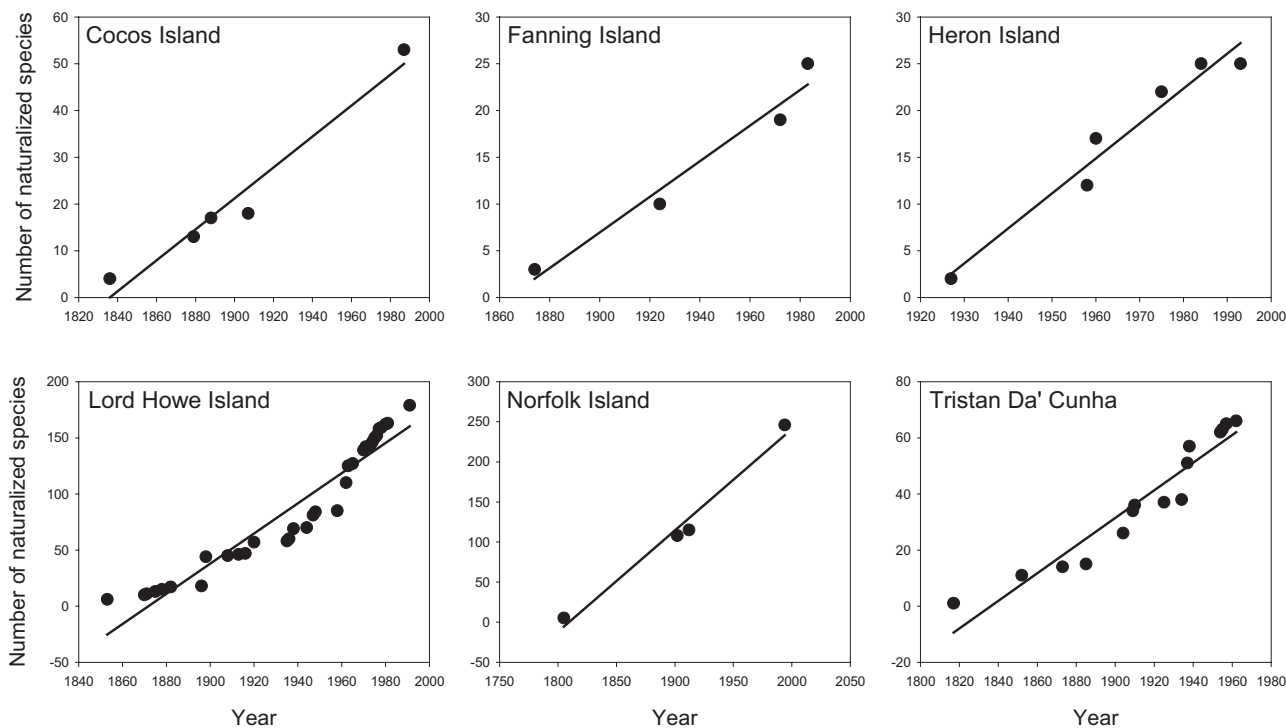 Cocos Island
Fanning Island
Heron Island
Number of naturalized species
60
50
40
30
20
10
0
1820 1840 1860 1880 1900 1920 1940 1960 1980 2000
30
25
20
15
10
5
0
1860 1880 1900 1920 1940 1960 1980 2000
30
25
20
15
10
5
0
1920 1930 1940 1950 1960 1970 1980 1990 2000
Lord Howe Island
Norfolk Island
Tristan Da' Cunha
Number of naturalized species
200
150
100
50
0
-50
1840 1860 1880 1900 1920 1940 1960 1980 2000
300
250
200
150
100
50
0
-50
1750 1800 1850 1900 1950 2000 2050
80
60
40
20
0
-20
1800 1820 1840 1860 1880 1900 1920 1940 1960 1980
Year
Year
Year